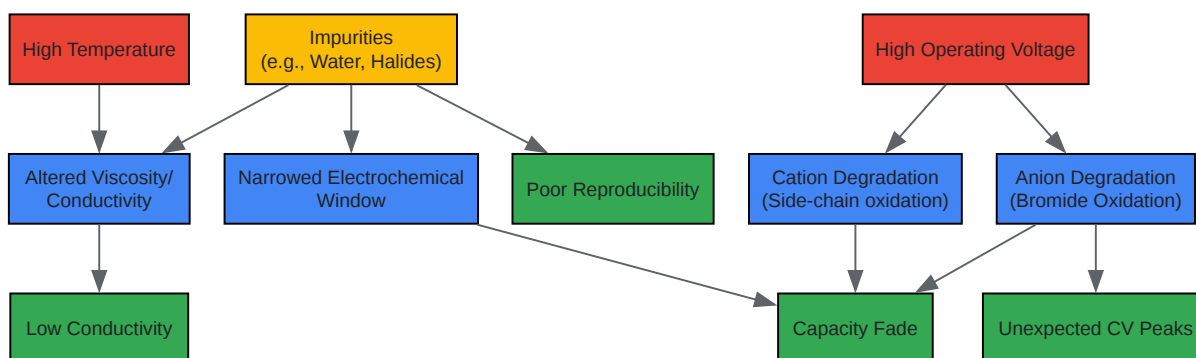 High Temperature
Impurities
(e.g., Water, Halides)
High Operating Voltage
Altered Viscosity/
Conductivity
Narrowed Electrochemical
Window
Poor Reproducibility
Cation Degradation
(Side-chain oxidation)
Anion Degradation
(Bromide Oxidation)
Low Conductivity
Capacity Fade
Unexpected CV Peaks